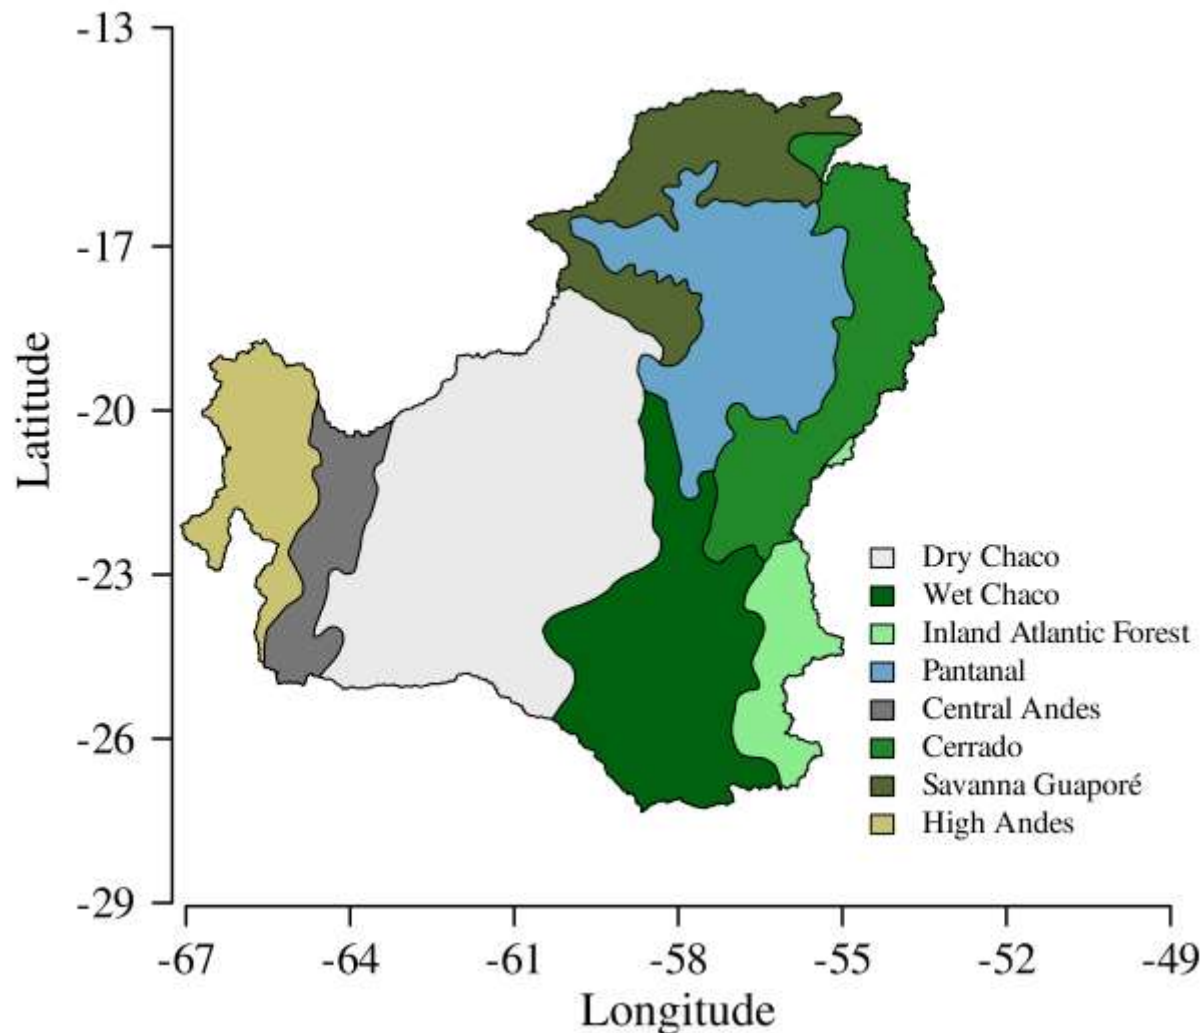 -13
-17
-20
-23
-26
-29
Latitude
Dry Chaco
Wet Chaco
Inland Atlantic Forest
Pantanal
Central Andes
Cerrado
Savanna Guaporé
High Andes
-67 -64 -61 -58 -55 -52 -49
Longitude